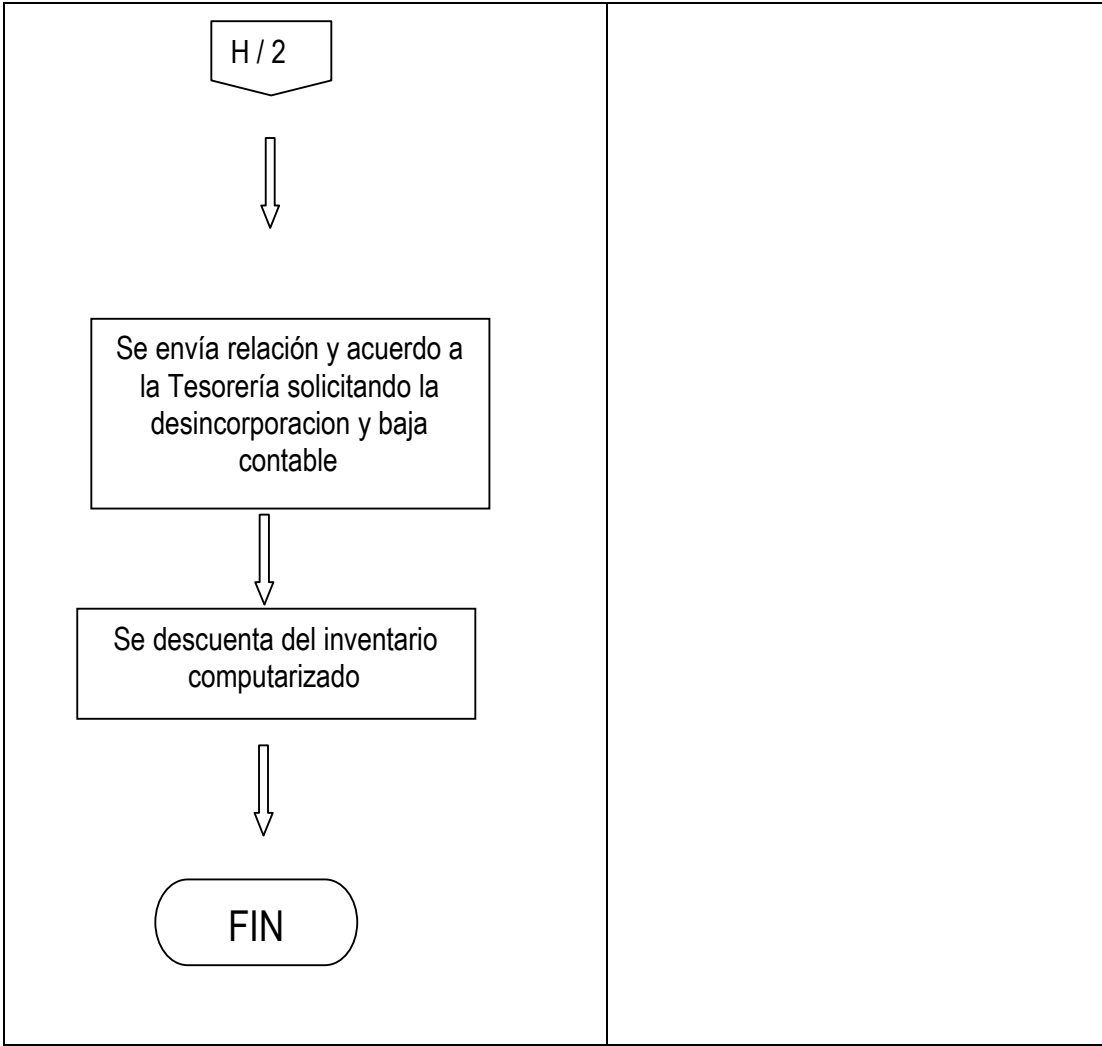 H / 2
Se envía relación y acuerdo a
la Tesorería solicitando la
desincorporacion y baja
contable
Se descuenta del inventario
computarizado
FIN